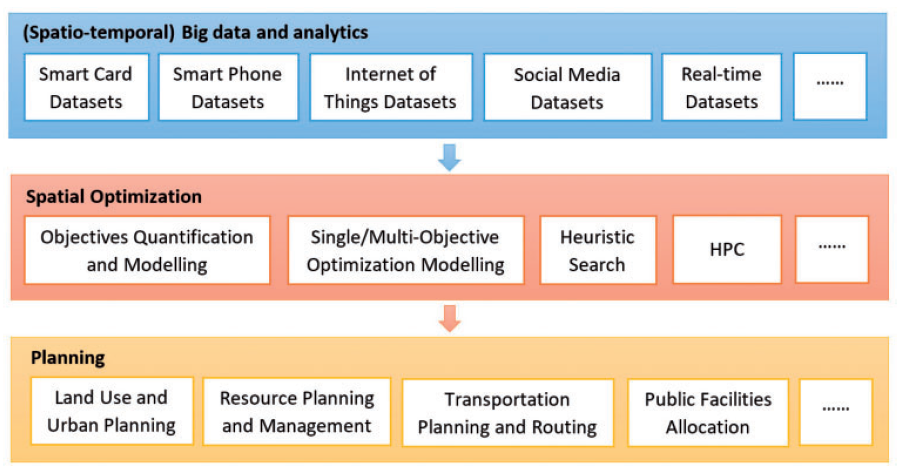 (Spatio-temporal) Big data and analytics
Smart Card
Datasets
Smart Phone
Datasets
Internet of
Things Datasets
Social Media
Datasets
Real-time
Datasets
......
Spatial Optimization
Objectives Quantification
and Modelling
Single/Multi-Objective
Optimization Modelling
Heuristic
Search
HPC
......
Planning
Land Use and
Urban Planning
Resource Planning
and Management
Transportation
Planning and Routing
Public Facilities
Allocation
......